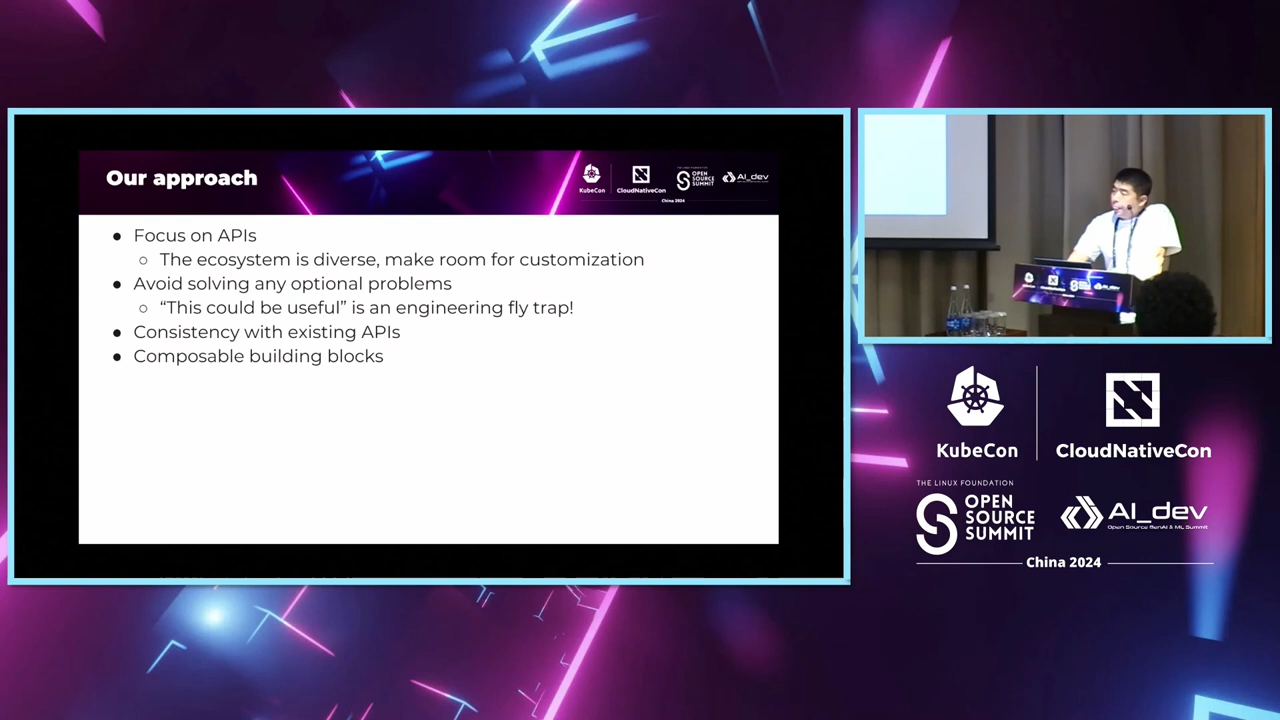 Our approach
KubeCon
CloudNativeCon
THE LINUX FOUNDATION
OPEN
SOURCE
SUMMIT
AI_dev
China 2024
● Focus on APIs
○ The ecosystem is diverse, make room for customization
● Avoid solving any optional problems
○ “This could be useful” is an engineering fly trap!
● Consistency with existing APIs
● Composable building blocks
KubeCon
CloudNativeCon
THE LINUX FOUNDATION
OPEN
SOURCE
SUMMIT
AI_dev
Open Source GenAI & ML Summit
China 2024